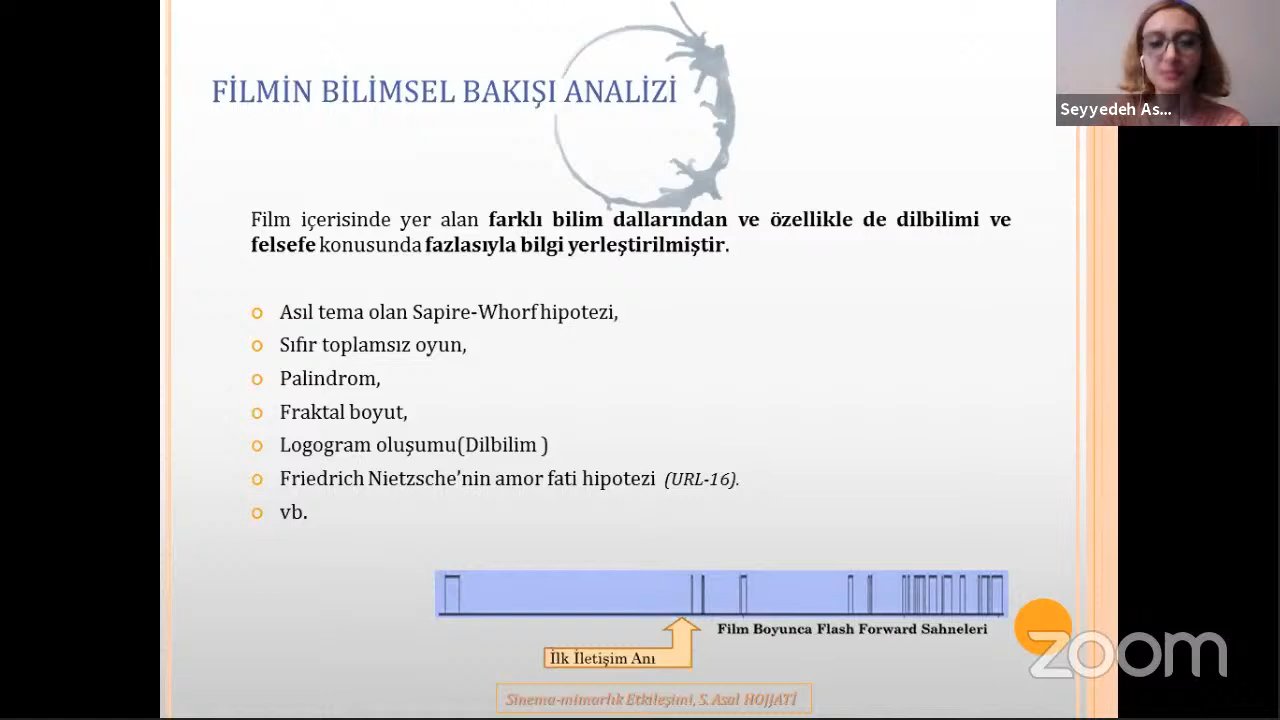 FİLMİN BİLİMSEL BAKIŞI ANALİZİ
Seyyedeh As...
Film içerisinde yer alan farklı bilim dallarından ve özellikle de dilbilimi ve
felsefe konusunda fazlasıyla bilgi yerleştirilmiştir.
o Asıl tema olan Sapire-Whorf hipotezi,
o Sıfır toplamsız oyun,
o Palindrom,
o Fraktal boyut,
o Logogram oluşumu(Dilbilim )
o Friedrich Nietzsche’nin amor fati hipotezi (URL-16).
o vb.
Film Boyunca Flash Forward Sahneleri
İlk İletişim Anı
zoom
Sinema-mimarlık Etkileşimi, S. Asal HOJJATİ